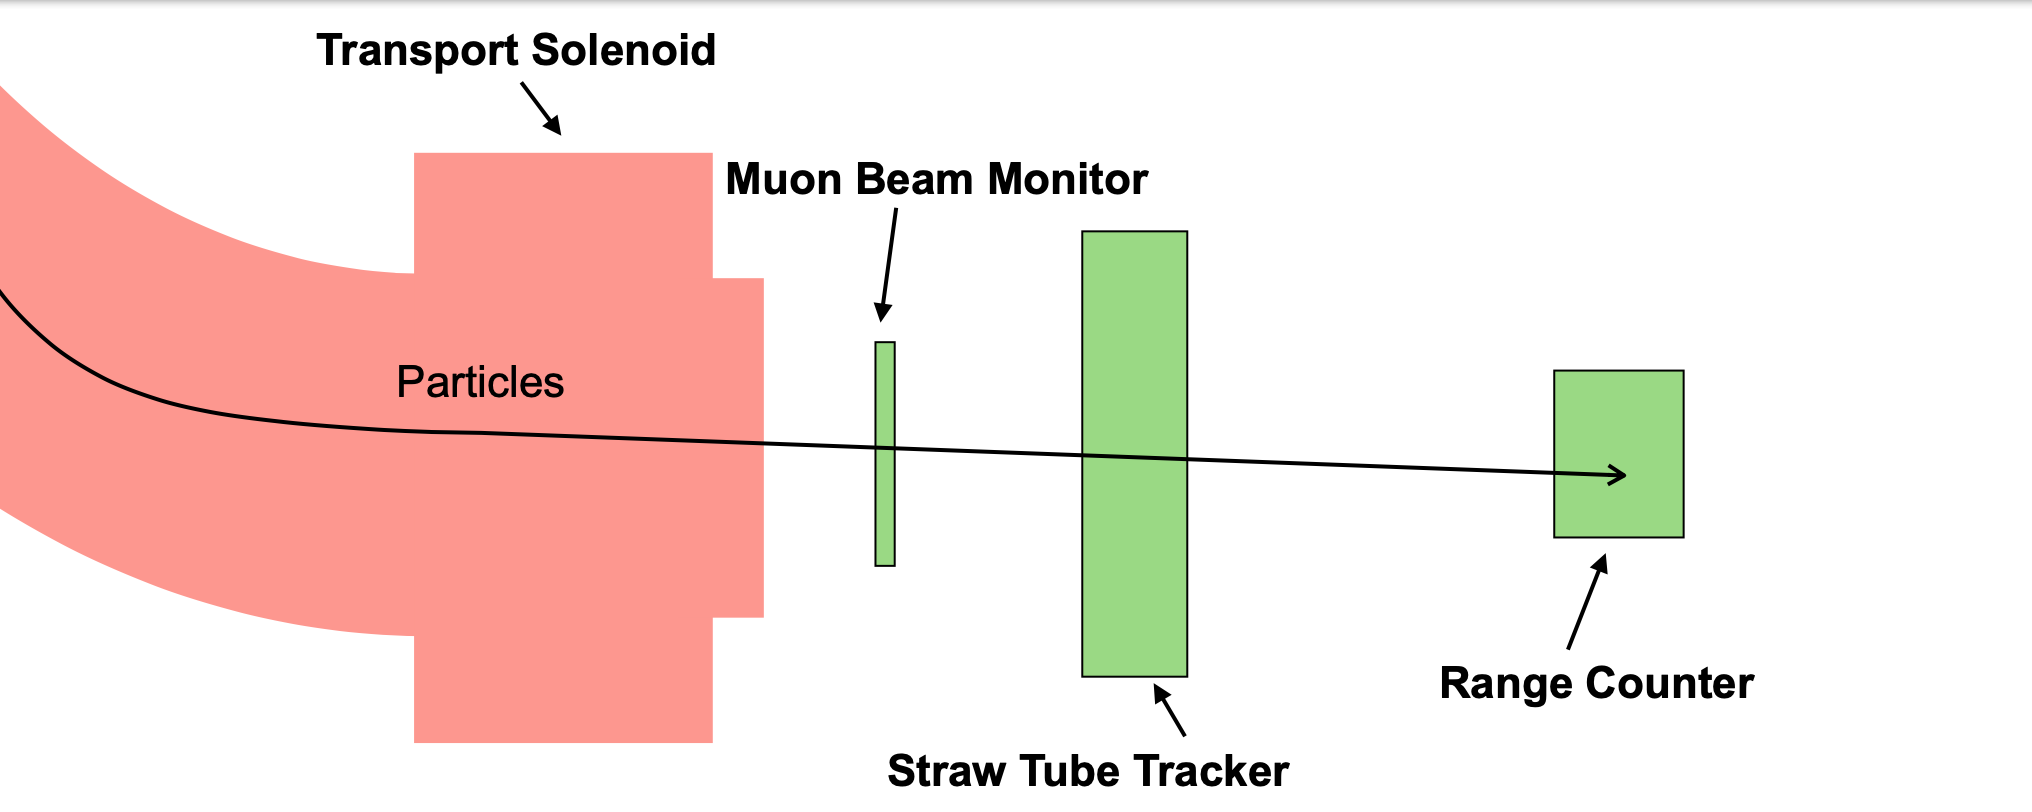 Transport Solenoid
Muon Beam Monitor
Particles
Range Counter
Straw Tube Tracker